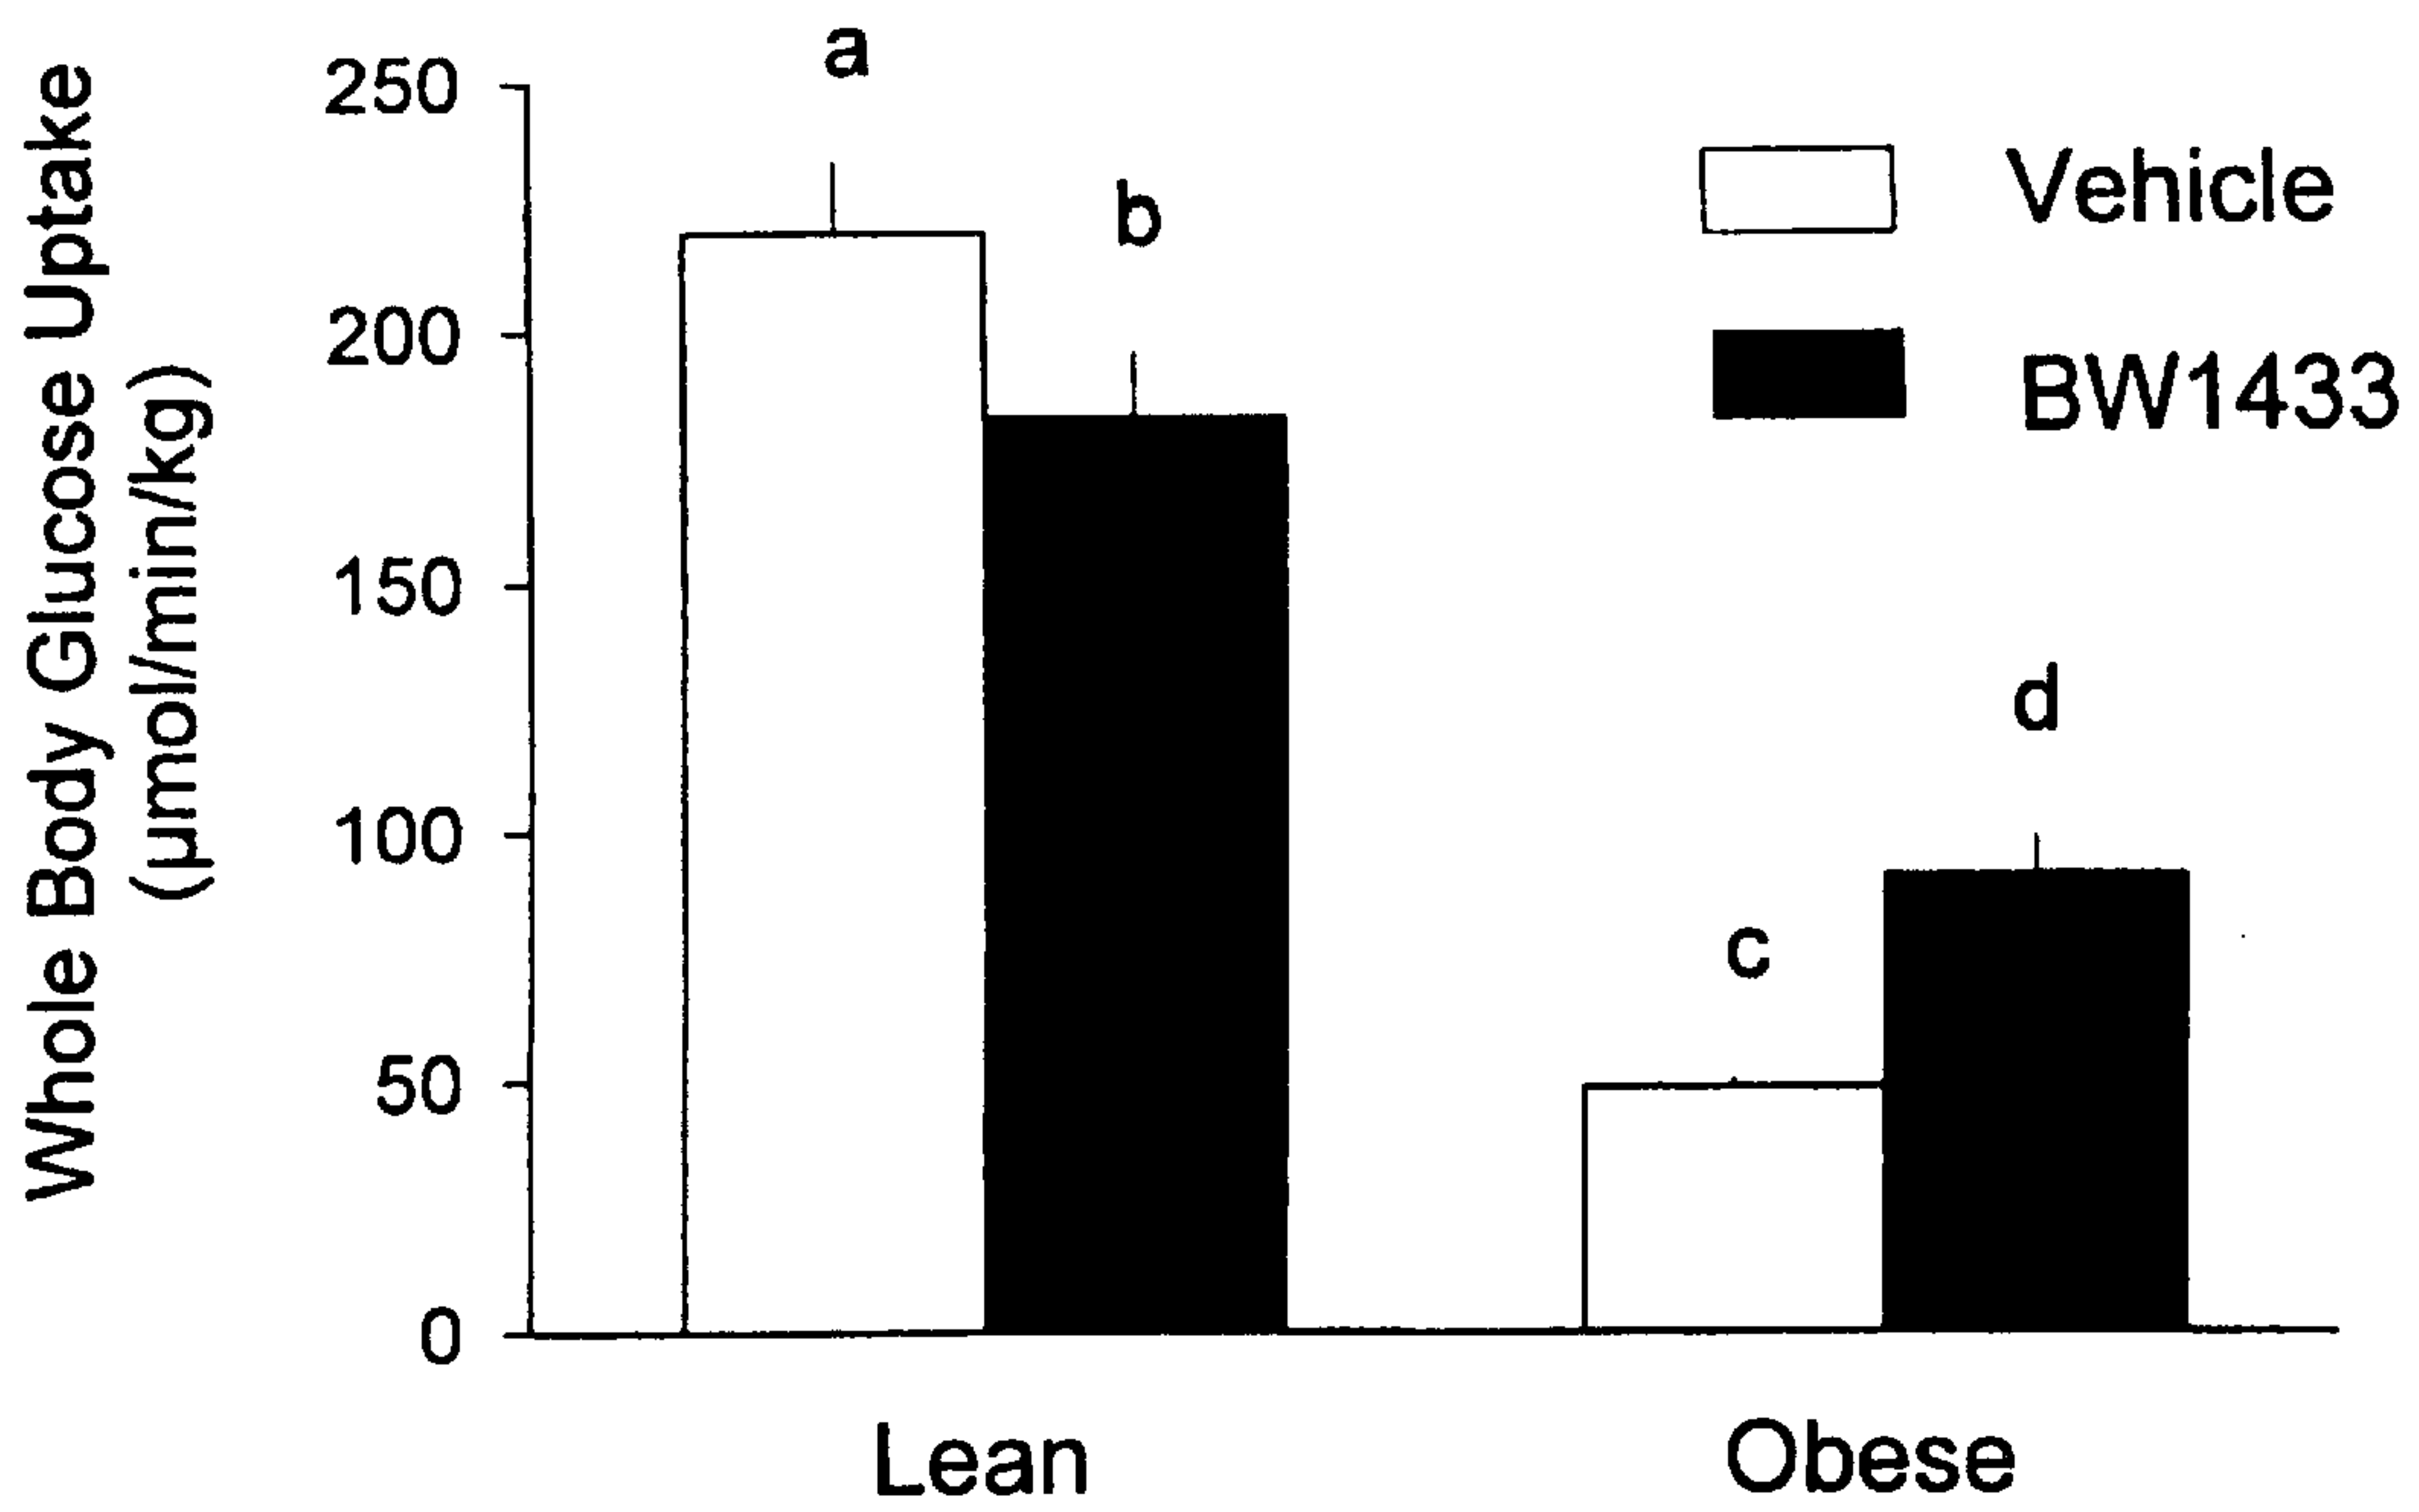 Whole Body Glucose Uptake
(µmol/min/kg)
250
200
150
100
50
0
a
b
c
d
Vehicle
BW1433
Lean
Obese